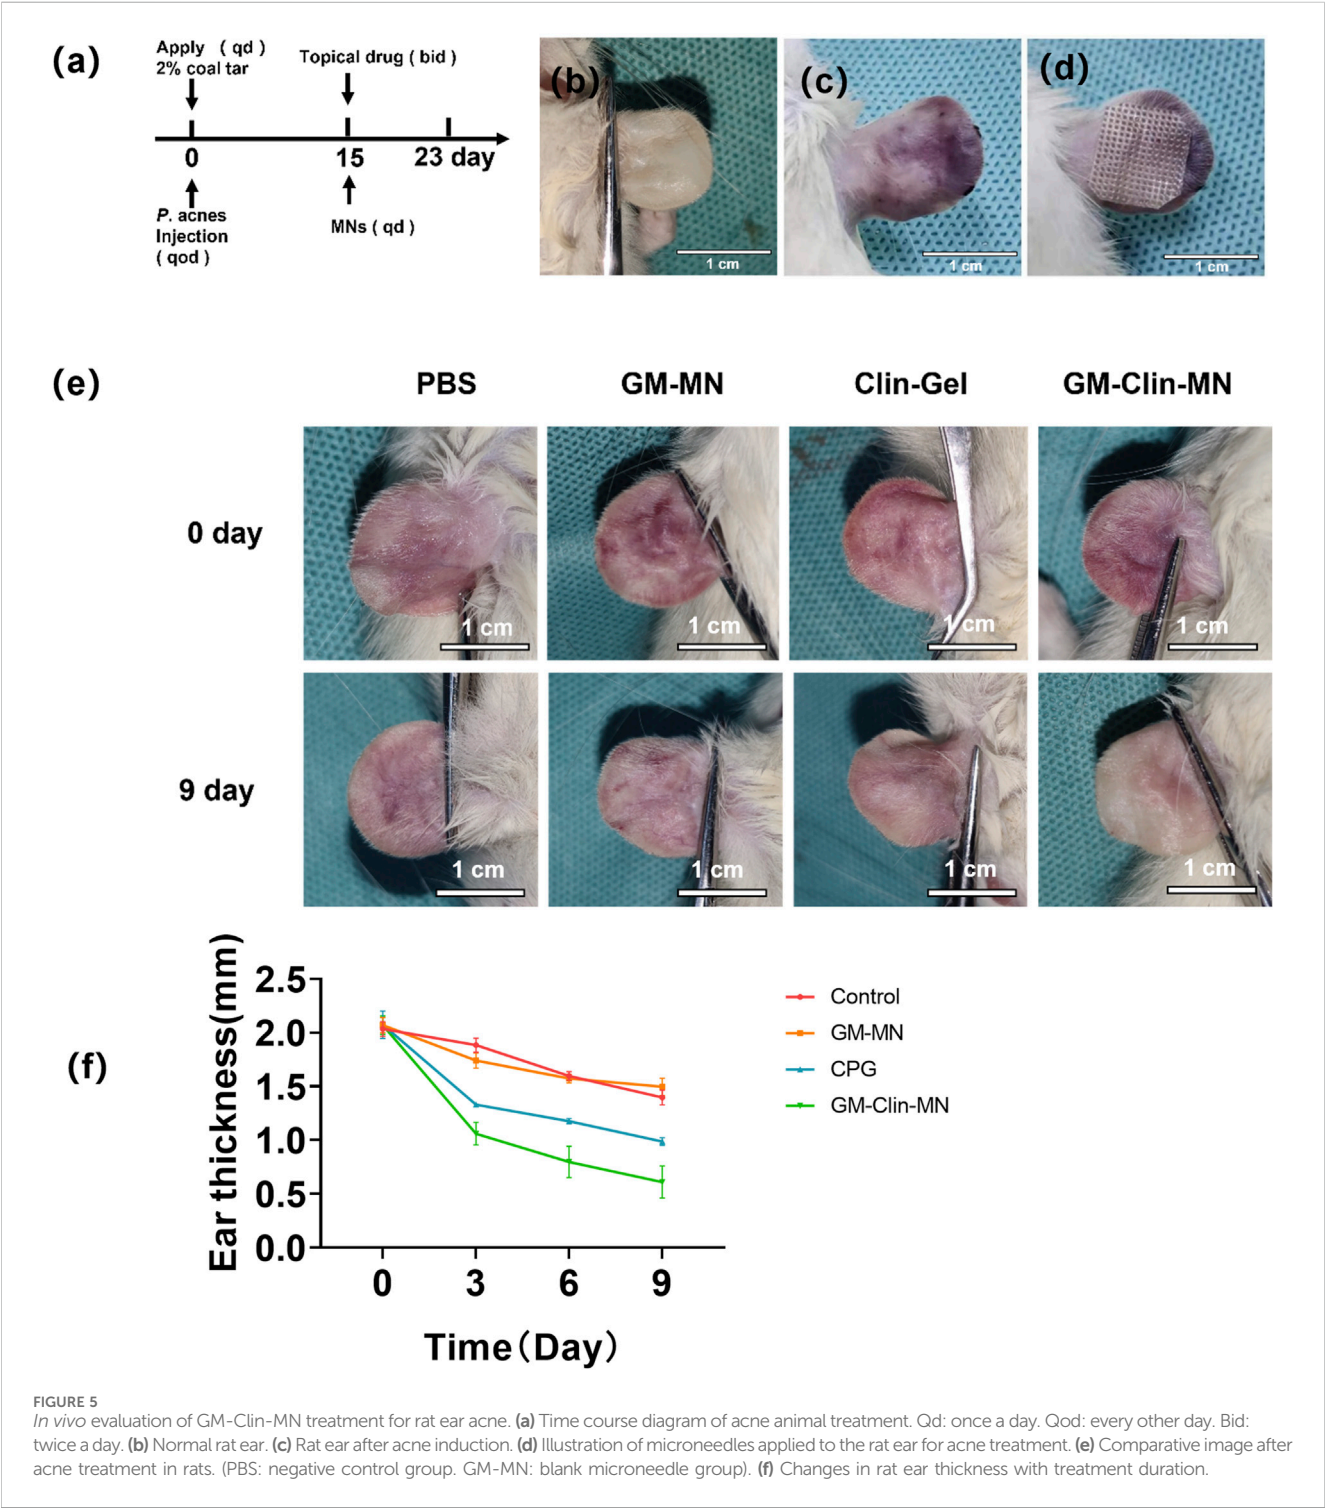 (a)
Apply ( qd )
2% coal tar
Topical drug ( bid )
0
15
23 day
P. acnes
Injection
( qod )
MNs ( qd )
(b)
1 cm
(c)
1 cm
(d)
1 cm
(e)
PBS
GM-MN
Clin-Gel
GM-Clin-MN
0 day
1 cm
1 cm
1 cm
1 cm
9 day
1 cm
1 cm
1 cm
1 cm
(f)
Ear thickness(mm)
2.5
2.0
1.5
1.0
0.5
0.0
0
3
6
9
Time(Day)
Control
GM-MN
CPG
GM-Clin-MN
FIGURE 5
In vivo evaluation of GM-Clin-MN treatment for rat ear acne. (a) Time course diagram of acne animal treatment. Qd: once a day. Qod: every other day. Bid:
twice a day. (b) Normal rat ear. (c) Rat ear after acne induction. (d) Illustration of microneedles applied to the rat ear for acne treatment. (e) Comparative image after
acne treatment in rats. (PBS: negative control group. GM-MN: blank microneedle group). (f) Changes in rat ear thickness with treatment duration.